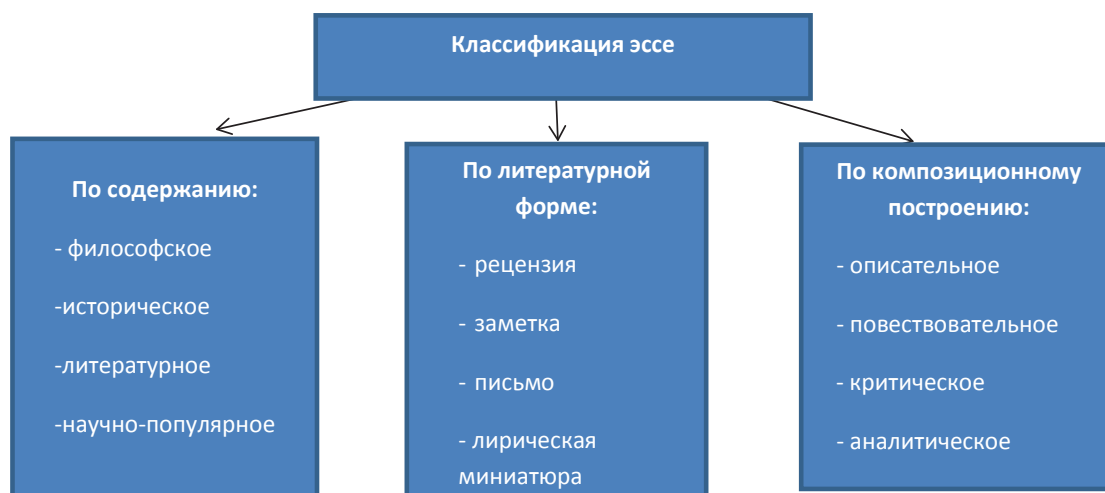 Классификация эссе
По содержанию:
- философское
-историческое
-литературное
-научно-популярное
По литературной
форме:
- рецензия
- заметка
- письмо
- лирическая
миниатюра
По композиционному
построению:
- описательное
- повествовательное
- критическое
- аналитическое